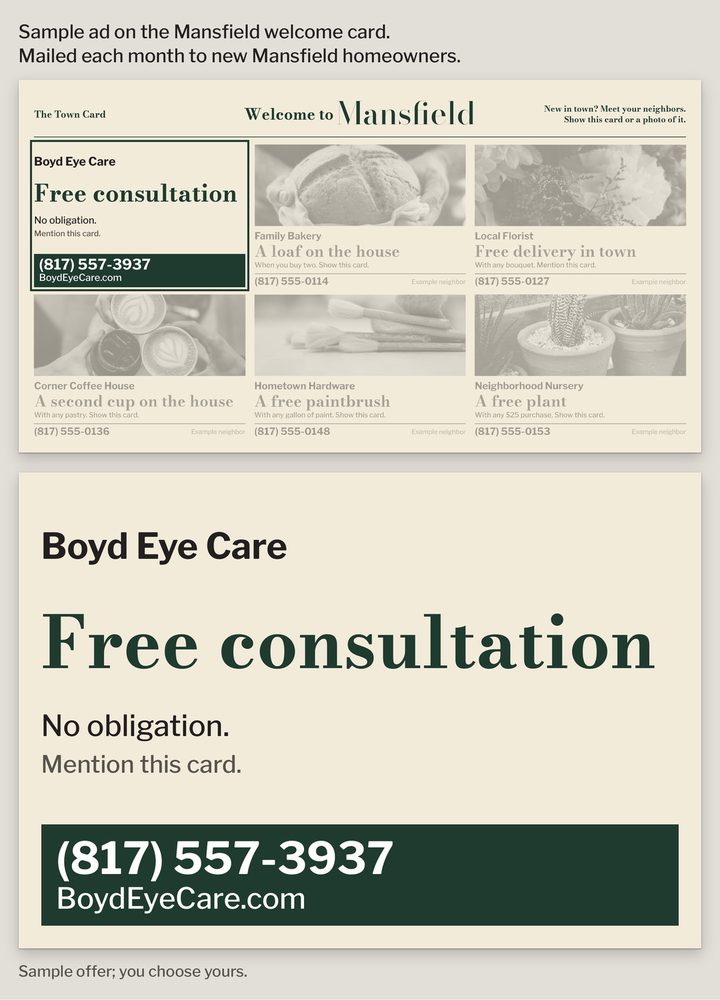 Sample ad on the Mansfield welcome card.
Mailed each month to new Mansfield homeowners.
The Town Card
Welcome to Mansfield
New in town? Meet your neighbors.
Show this card or a photo of it.
Boyd Eye Care
Free consultation
No obligation.
Mention this card.
(817) 557-3937
BoydEyeCare.com
Family Bakery
A loaf on the house
When you buy two. Show this card.
(817) 555-0114 Example neighbor
Local Florist
Free delivery in town
With any bouquet. Mention this card.
(817) 555-0127 Example neighbor
Corner Coffee House
A second cup on the house
With any pastry. Show this card.
(817) 555-0136 Example neighbor
Hometown Hardware
A free paintbrush
With any gallon of paint. Show this card.
(817) 555-0148 Example neighbor
Neighborhood Nursery
A free plant
With any $25 purchase. Show this card.
(817) 555-0153 Example neighbor
Boyd Eye Care
Free consultation
No obligation.
Mention this card.
(817) 557-3937
BoydEyeCare.com
Sample offer; you choose yours.